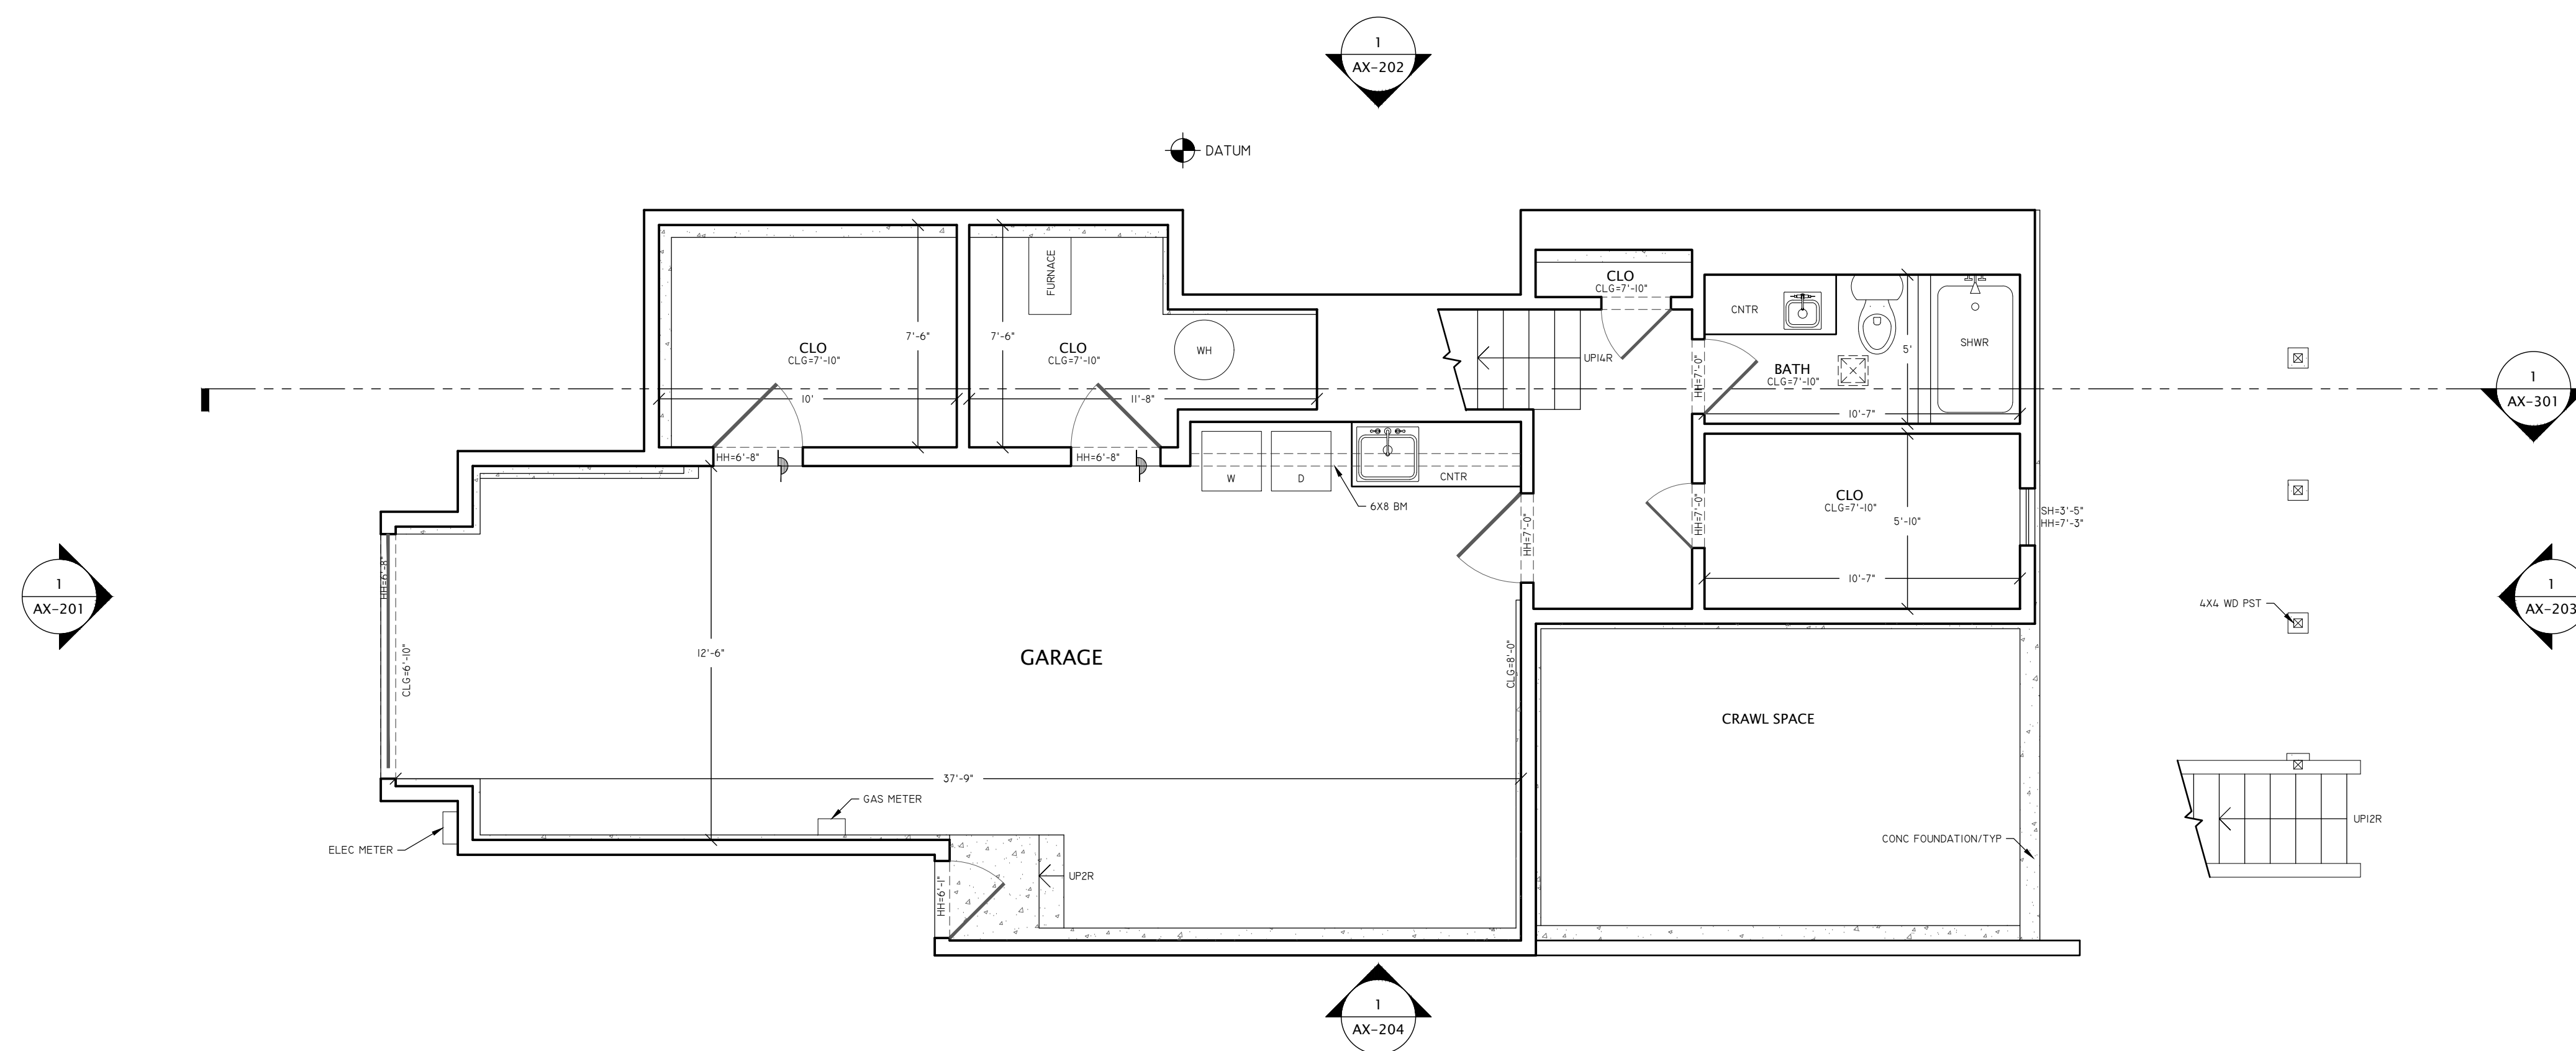 1
AX-202
DATUM
FURNACE
CLO
CLG=7'-10"
CNTR
7'-6"
7'-6"
CLO
CLG=7'-10"
CLO
CLG=7'-10"
WH
UP14R
5'
SHWR
HH=7'-0"
BATH
CLG=7'-10"
1
AX-301
10'
11'-8"
10'-7"
HH=6'-8"
HH=6'-8"
W
D
CNTR
6X8 BM
CLO
CLG=7'-10"
5'-10"
HH=7'-0"
HH=7'-0"
SH=3'-5"
HH=7'-3"
10'-7"
HH=6'-8"
1
AX-201
1
AX-203
4X4 WD PST
12'-6"
GARAGE
CLG=6'-10"
CLG=8'-0"
CRAWL SPACE
37'-9"
GAS METER
UP12R
ELEC METER
CONC FOUNDATION/TYP
UP2R
HH=6'-1"
1
AX-204